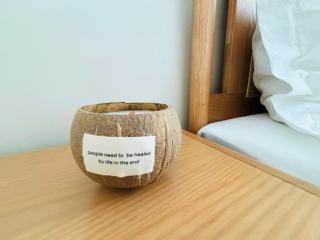 people need to be healed
by life in the end